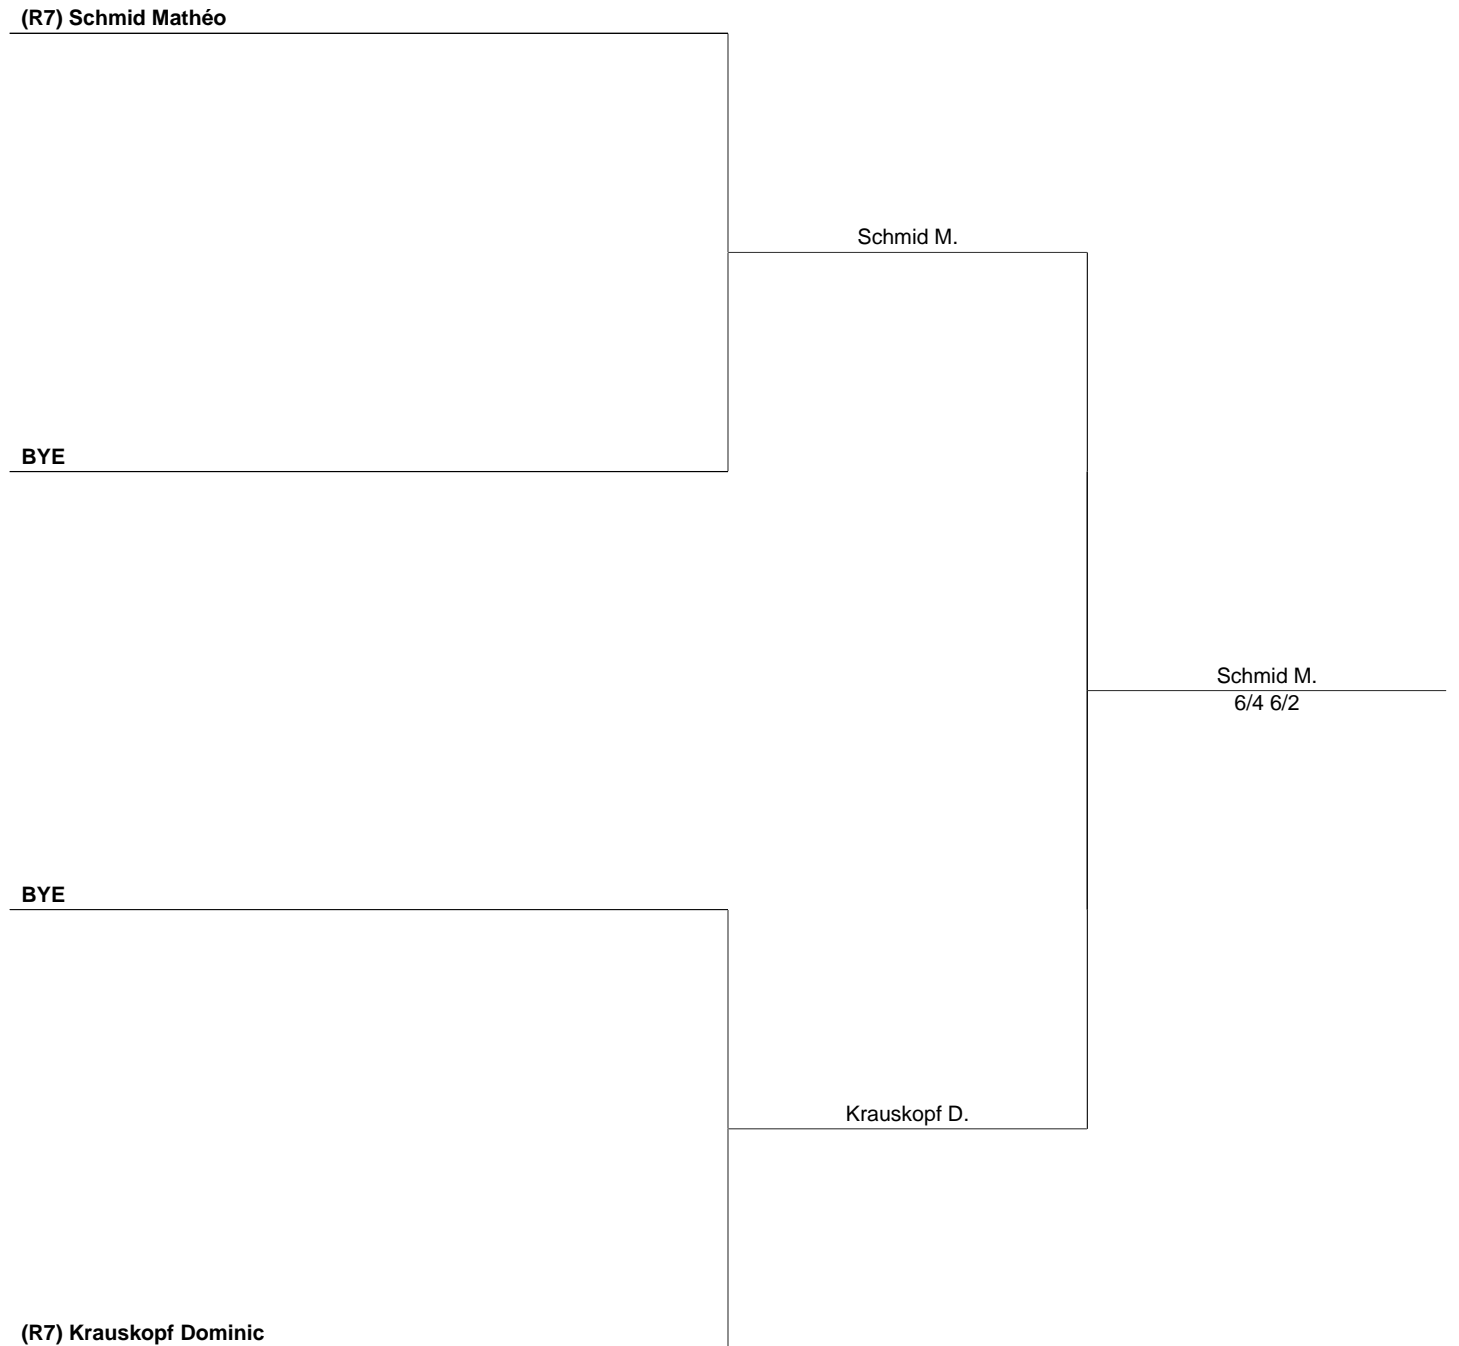 (R7) Schmid Mathéo
Schmid M.
BYE
Schmid M.
6/4 6/2
BYE
Krauskopf D.
(R7) Krauskopf Dominic